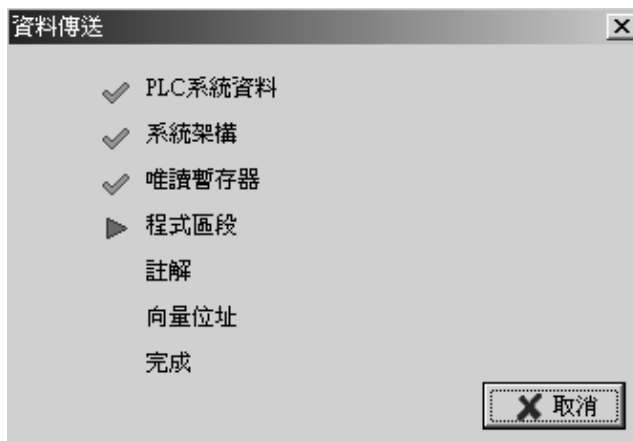 資料傳送
PLC系統資料
系統架構
唯讀暫存器
程式區段
註解
向量位址
完成
取消